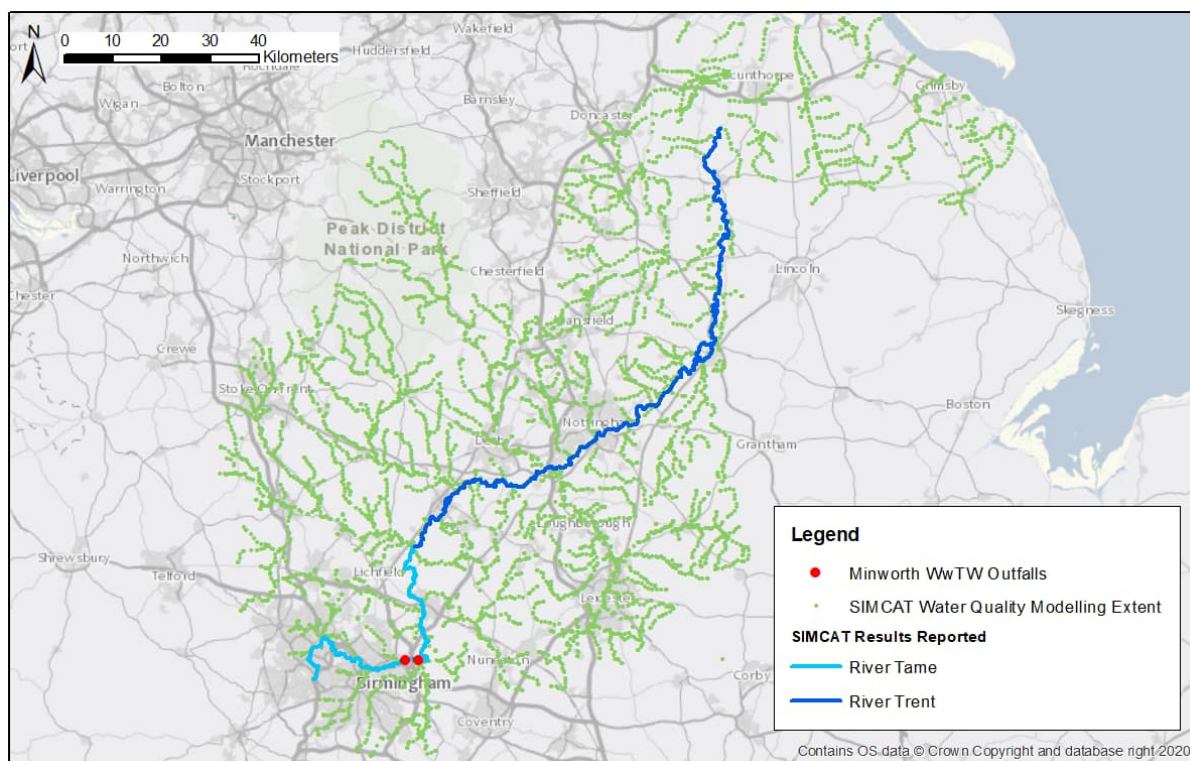 Wakefield
Huddersfield
N
0 10 20 30 40
Kilometers
Rochdale
Bolton
Wigan
Barnsley
Doncaster
cunthorpe
Grimsby
Manchester
Liverpool
Warrington
Stockport
Sheffield
Peak District
National Park
Northwich
Chesterfield
Lincoln
Chester
Skegness
ansfield
Crewe
Stoke-On-Trent
Boston
Nottingham
Derby
Grantham
Loughborough
Shrewsbury
Telford
Lichfield
Leicester
Nuneaton
Birmingham
Corby
Coventry
Legend
Minworth WwTW Outfalls
SIMCAT Water Quality Modelling Extent
SIMCAT Results Reported
River Tame
River Trent
Contains OS data © Crown Copyright and database right 2020